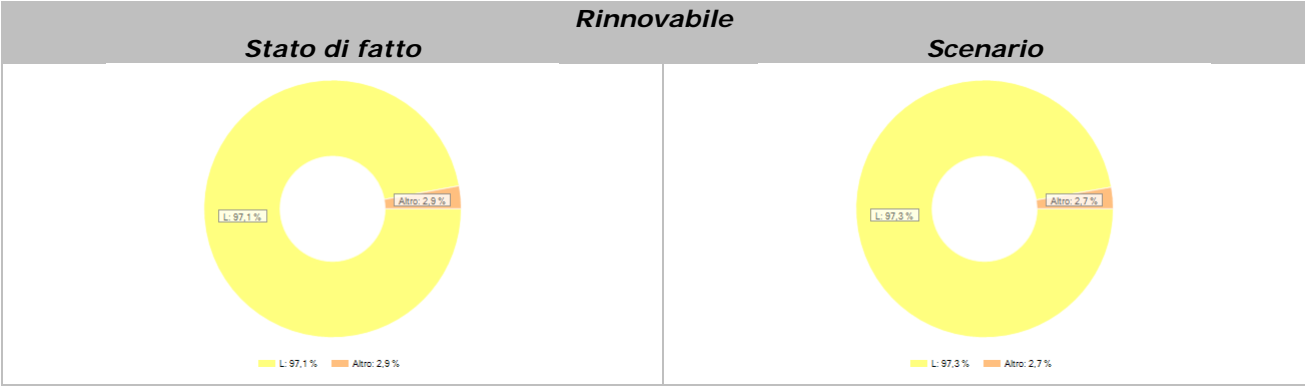 Rinnovabile
Stato di fatto
Scenario
L: 97,1 %
Altro: 2,9 %
L: 97,1 % Altro: 2,9 %
L: 97,3 %
Altro: 2,7 %
L: 97,3 % Altro: 2,7 %